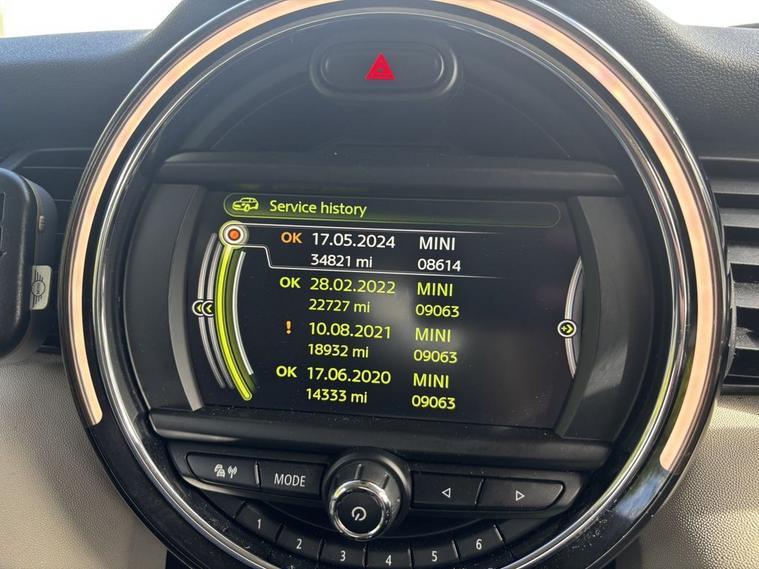 Service history
OK 17.05.2024 MINI
34821 mi 08614
OK 28.02.2022 MINI
22727 mi 09063
! 10.08.2021 MINI
18932 mi 09063
OK 17.06.2020 MINI
14333 mi 09063
MODE
1 2 3 4 5 6